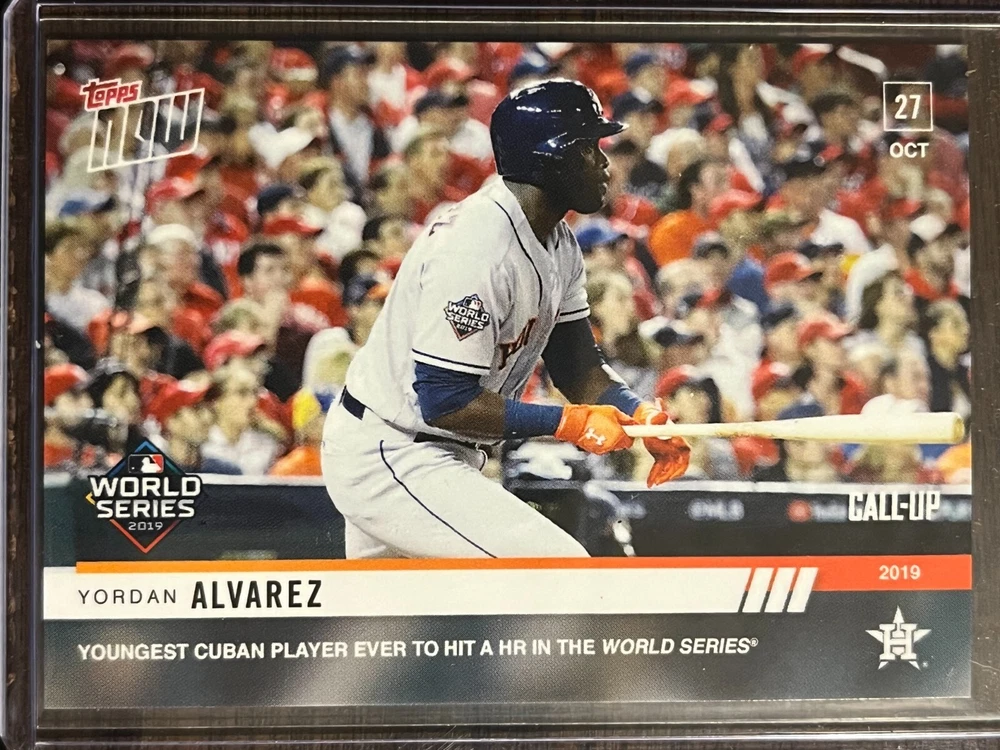 topps
NOW
27
OCT
WORLD
SERIES
2019
WORLD
SERIES
2019
CALL-UP
YORDAN ALVAREZ
2019
H
YOUNGEST CUBAN PLAYER EVER TO HIT A HR IN THE WORLD SERIES®